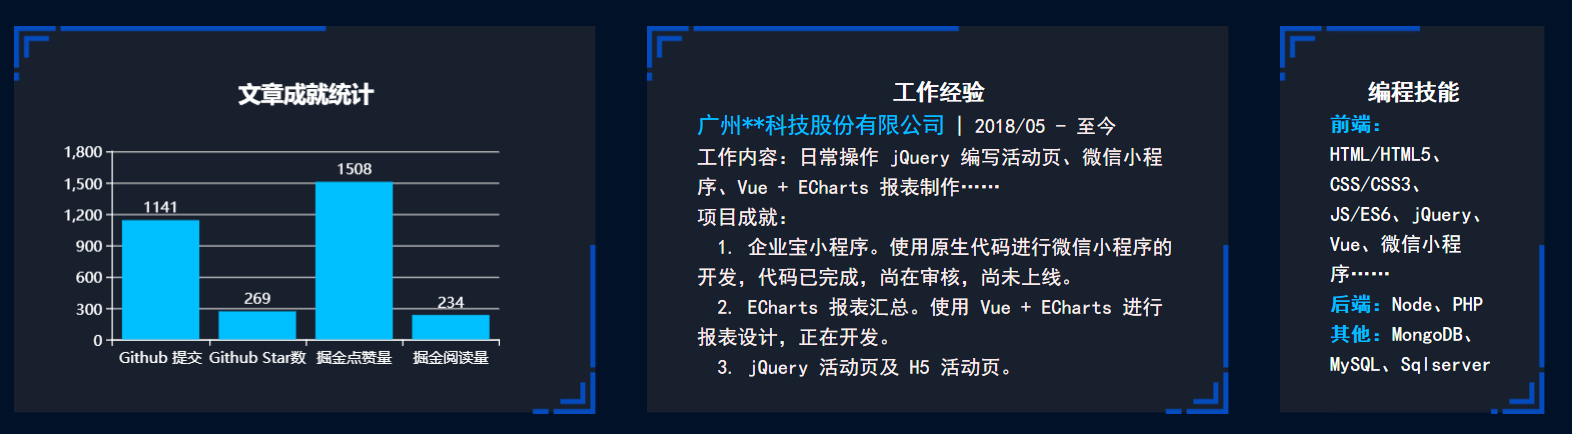 文章成就统计
1,800
1,500
1,200
900
600
300
0
1141
269
1508
234
Github 提交
Github Star数
掘金点赞量
掘金阅读量
工作经验
广州**科技股份有限公司 | 2018/05 - 至今
工作内容：日常操作 jQuery 编写活动页、微信小程
序、Vue + ECharts 报表制作……
项目成就：
1. 企业宝小程序。使用原生代码进行微信小程序的
开发，代码已完成，尚在审核，尚未上线。
2. ECharts 报表汇总。使用 Vue + ECharts 进行
报表设计，正在开发。
3. jQuery 活动页及 H5 活动页。
编程技能
前端：
HTML/HTML5、
CSS/CSS3、
JS/ES6、jQuery、
Vue、微信小程
序……
后端：Node、PHP
其他：MongoDB、
MySQL、Sqlserver